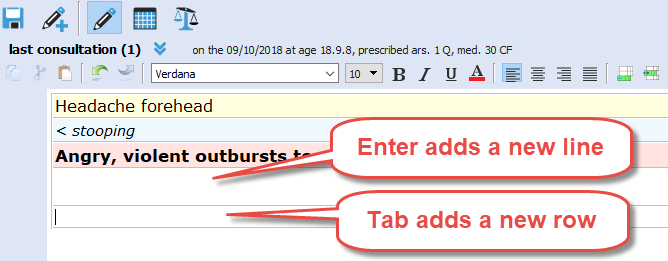 last consultation (1) on the 09/10/2018 at age 18.9.8, prescribed ars. 1 Q, med. 30 CF
Verdana 10 B I U A
Headache forehead
< stooping
Angry, violent outbursts
Enter adds a new line
Tab adds a new row